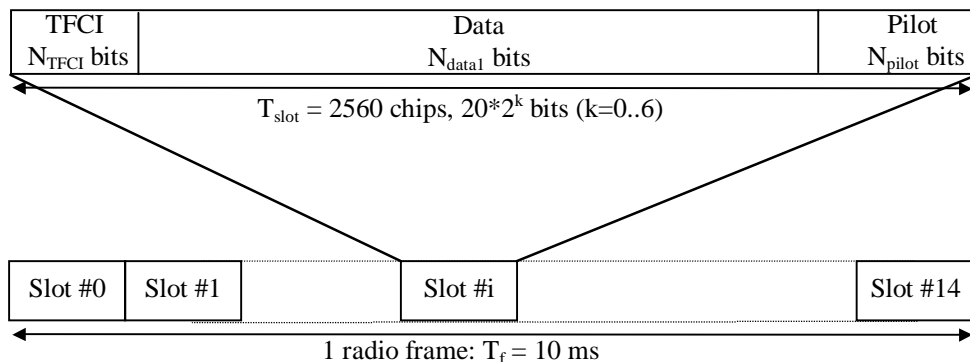 TFCI
N_TFCI bits
Data
N_data1 bits
Pilot
N_pilot bits
T_slot = 2560 chips, 20*2^k bits (k=0..6)
Slot #0
Slot #1
Slot #i
Slot #14
1 radio frame: T_f = 10 ms